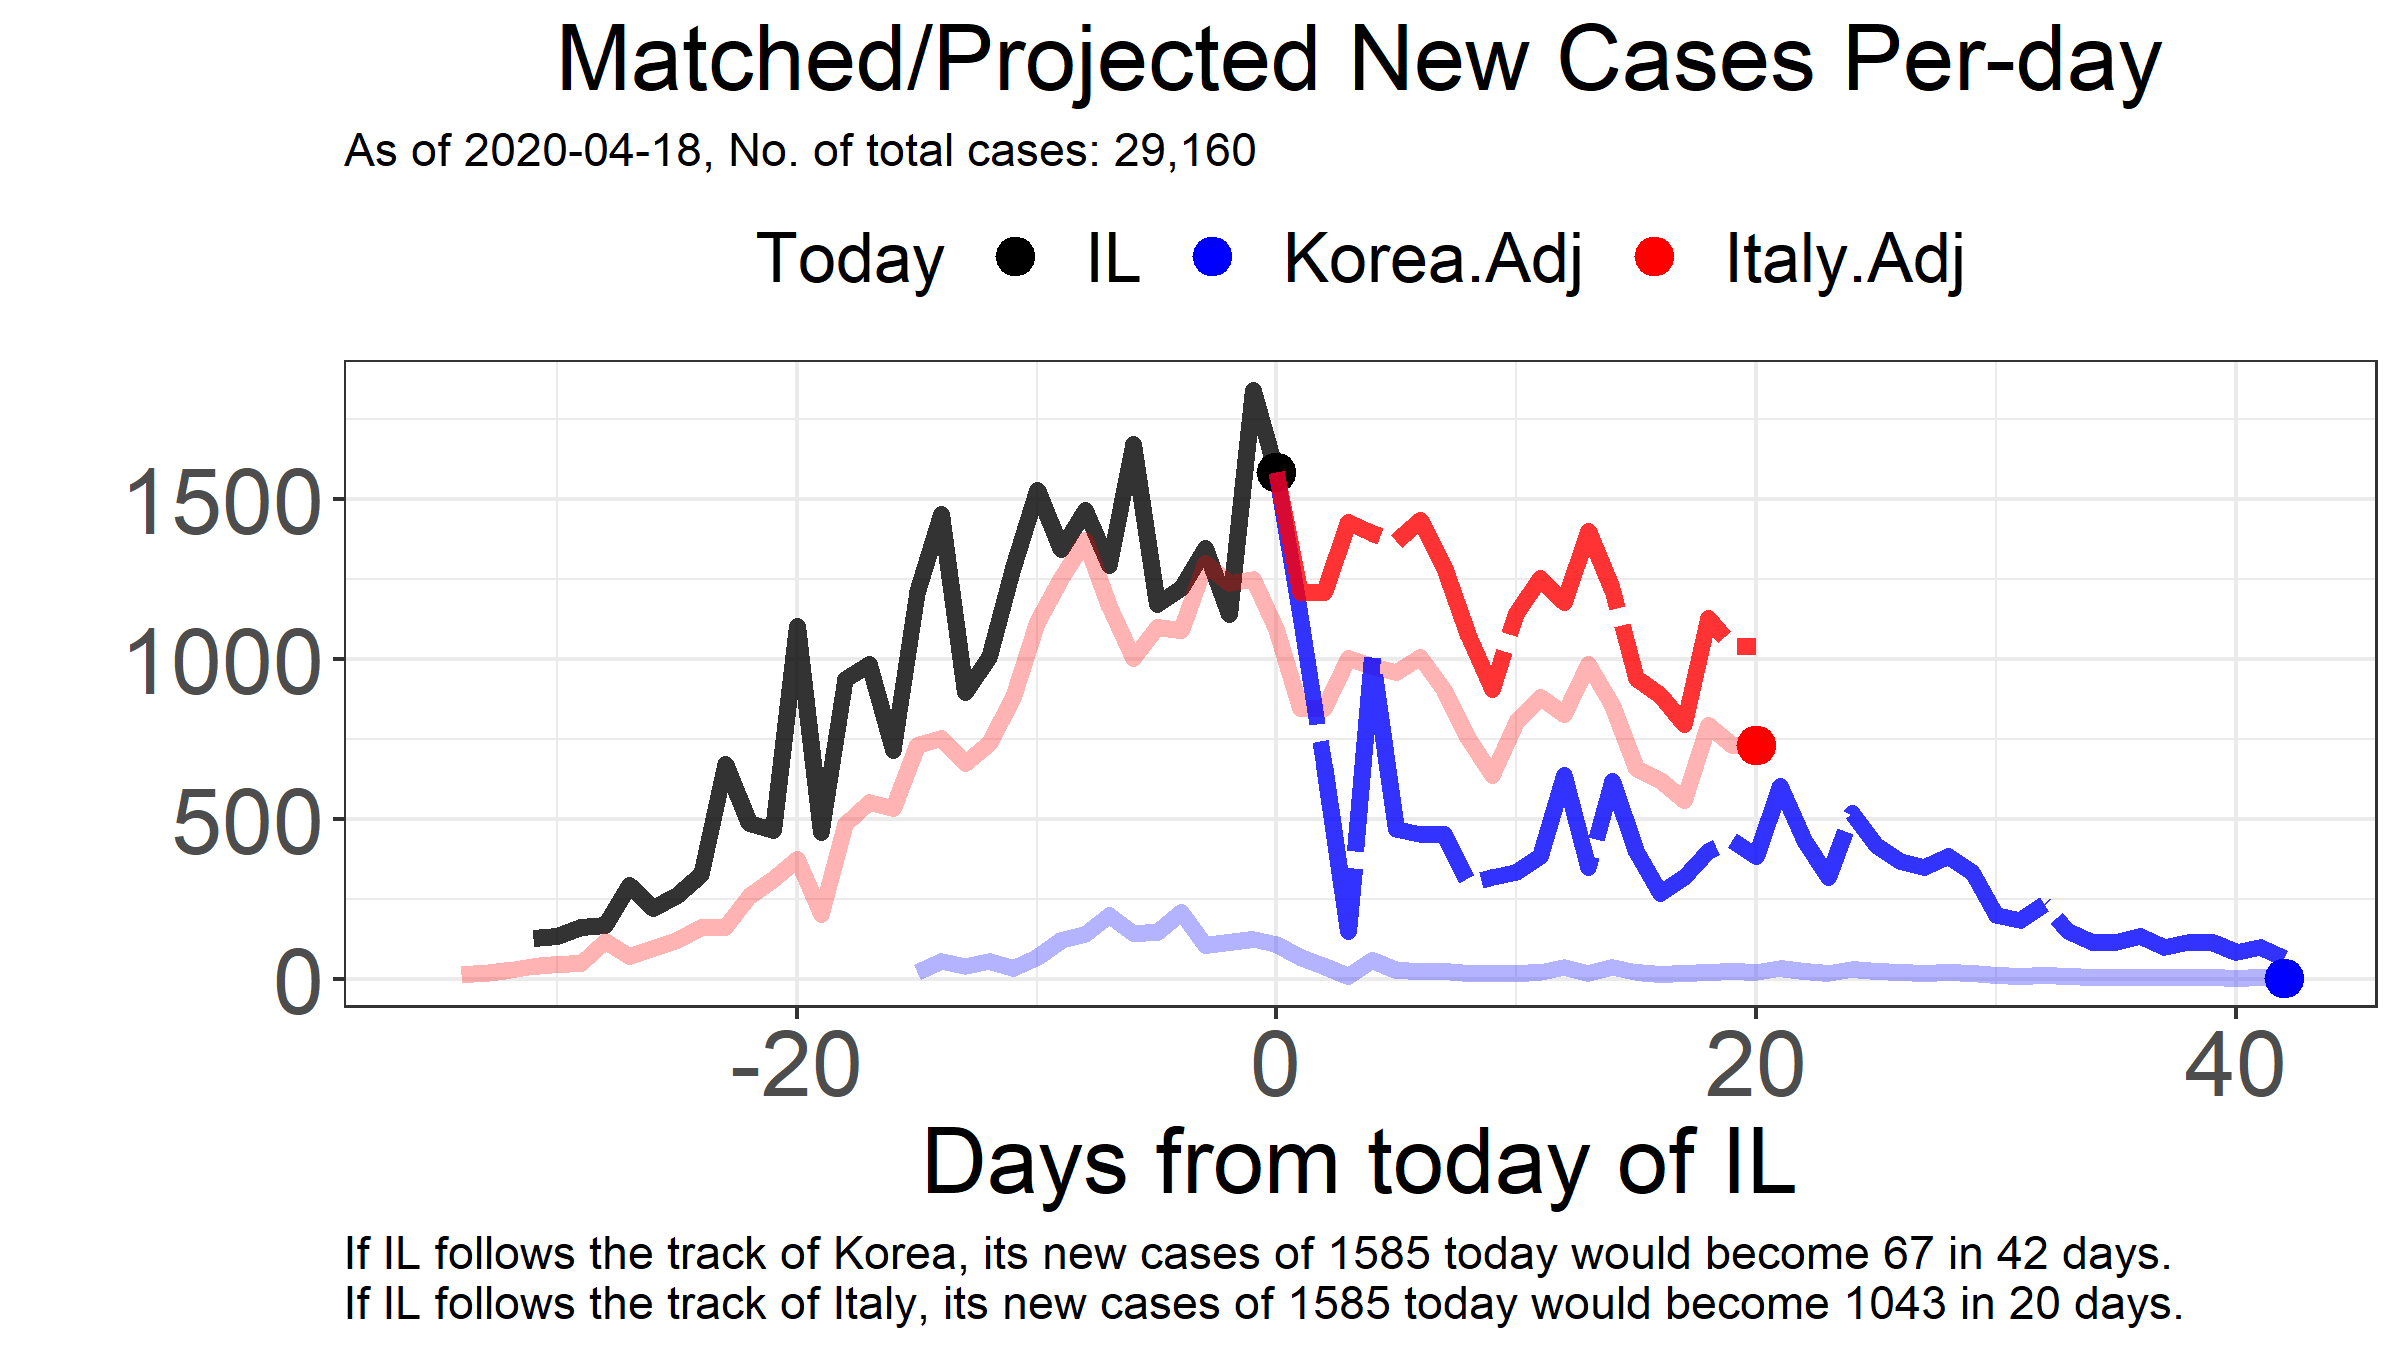 Matched/Projected New Cases Per-day
As of 2020-04-18, No. of total cases: 29,160
Today IL Korea.Adj Italy.Adj
1500
1000
500
0
-20 0 20 40
Days from today of IL
If IL follows the track of Korea, its new cases of 1585 today would become 67 in 42 days.
If IL follows the track of Italy, its new cases of 1585 today would become 1043 in 20 days.